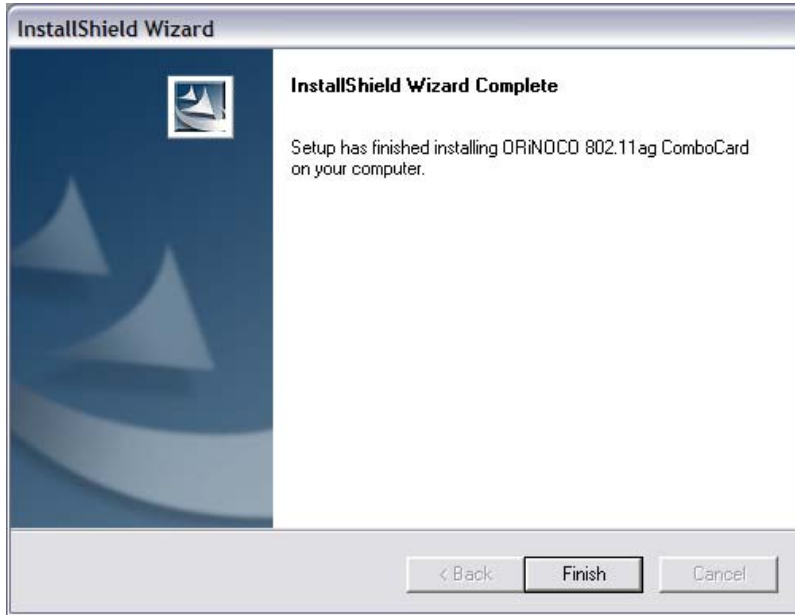 InstallShield Wizard
InstallShield Wizard Complete
Setup has finished installing ORiNOCO 802.11ag ComboCard
on your computer.
< Back Finish Cancel